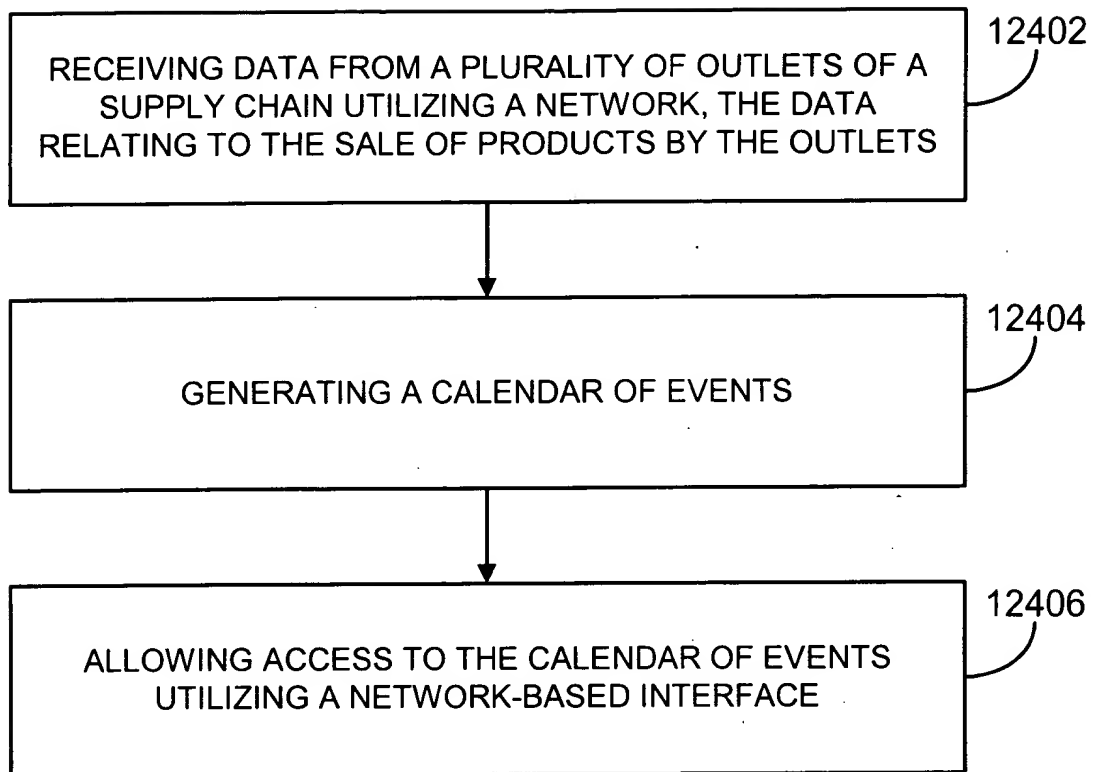 12402
RECEIVING DATA FROM A PLURALITY OF OUTLETS OF A
SUPPLY CHAIN UTILIZING A NETWORK, THE DATA
RELATING TO THE SALE OF PRODUCTS BY THE OUTLETS
12404
GENERATING A CALENDAR OF EVENTS
12406
ALLOWING ACCESS TO THE CALENDAR OF EVENTS
UTILIZING A NETWORK-BASED INTERFACE